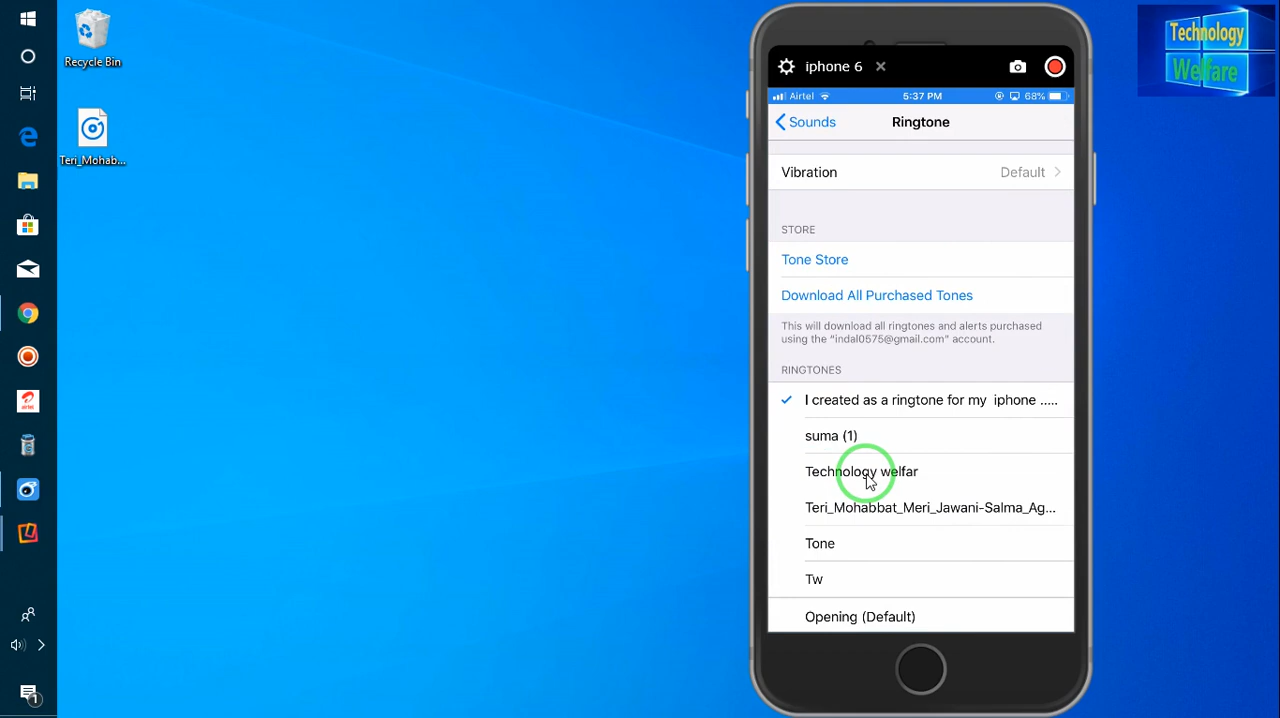 Recycle Bin
Teri_Mohab...
1
iphone 6
Airtel
5:37 PM
68%
Sounds
Ringtone
Vibration
Default
STORE
Tone Store
Download All Purchased Tones
This will download all ringtones and alerts purchased
using the “indal0575@gmail.com” account.
RINGTONES
I created as a ringtone for my  iphone .....
suma (1)
Technology welfar
Teri_Mohabbat_Meri_Jawani-Salma_Ag...
Tone
Tw
Opening (Default)
Technology
Welfare
airtel